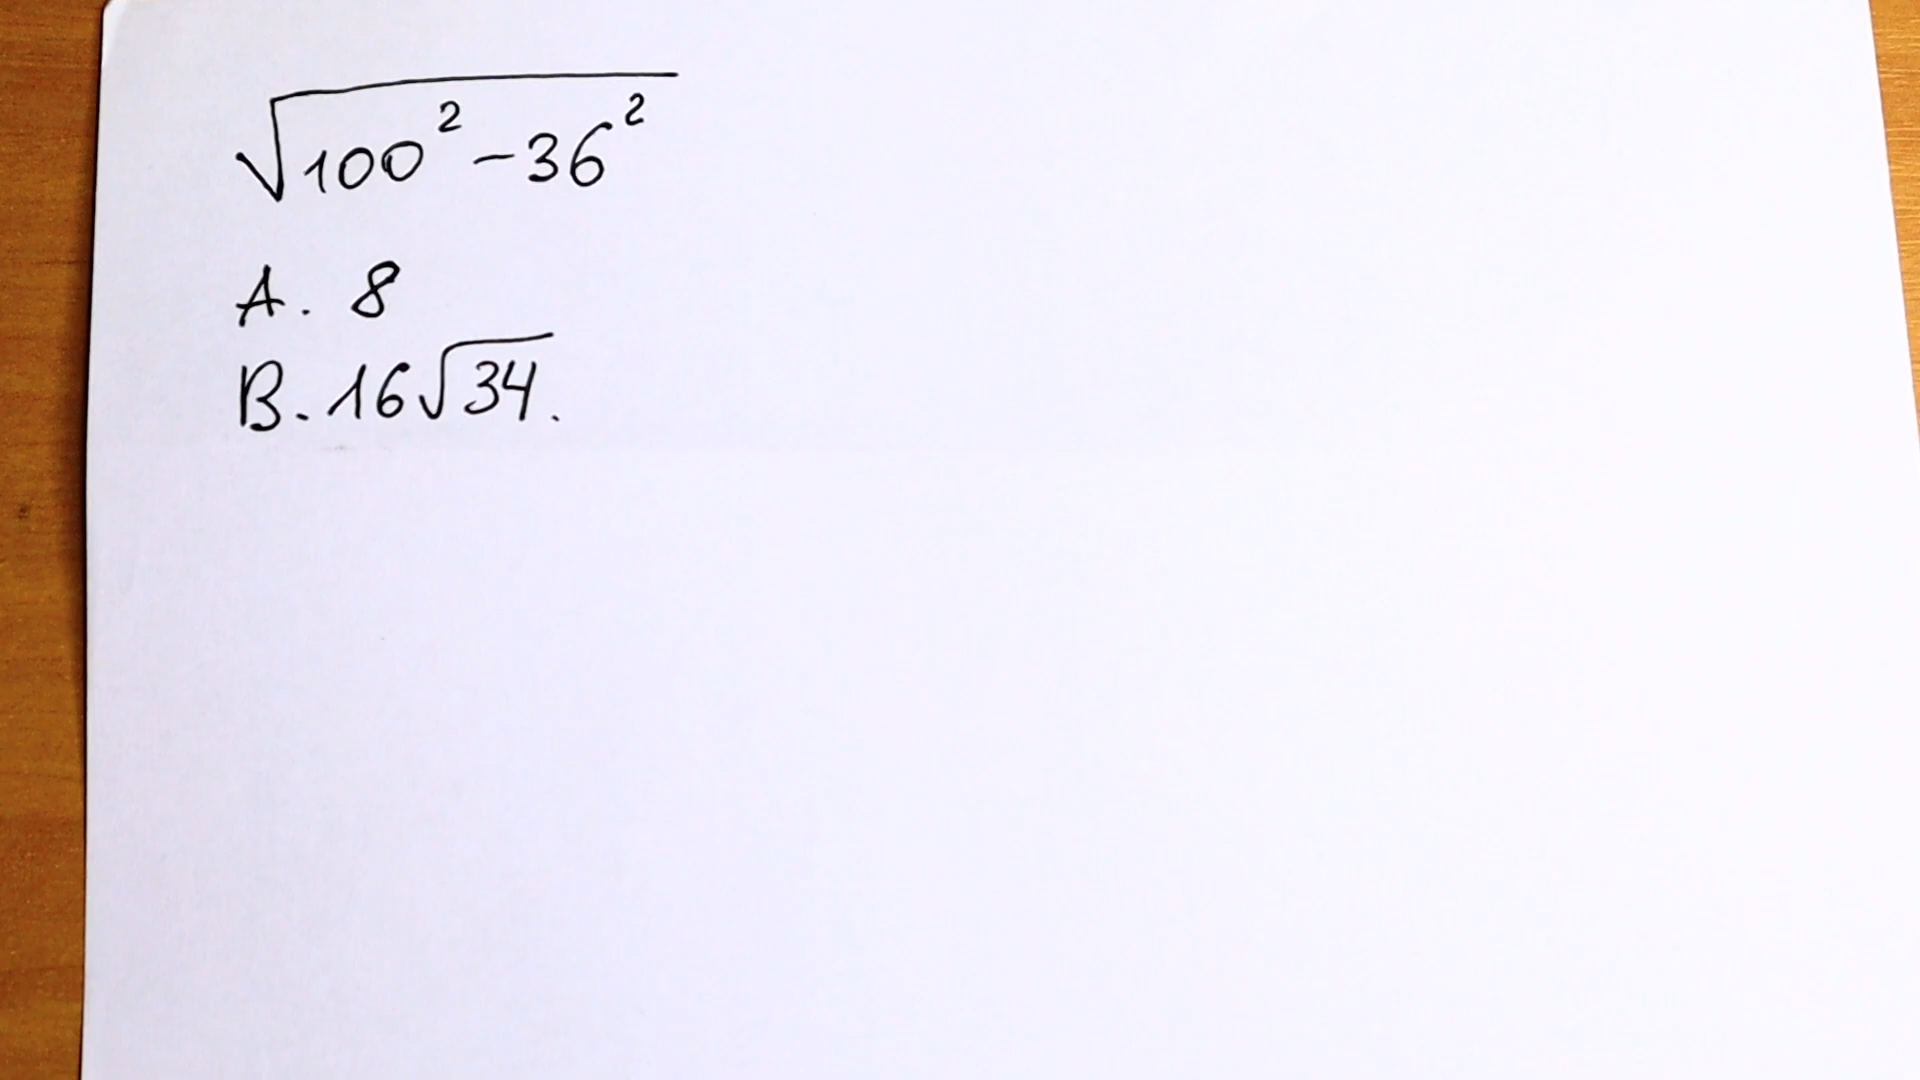 √(100² - 36²)
A. 8
B. 16√34.